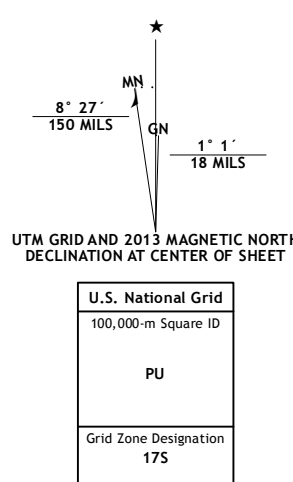 ★
MN
8° 27´
150 MILS
GN
1° 1´
18 MILS
UTM GRID AND 2013 MAGNETIC NORTH
DECLINATION AT CENTER OF SHEET
U.S. National Grid
100,000-m Square ID
PU
Grid Zone Designation
17S